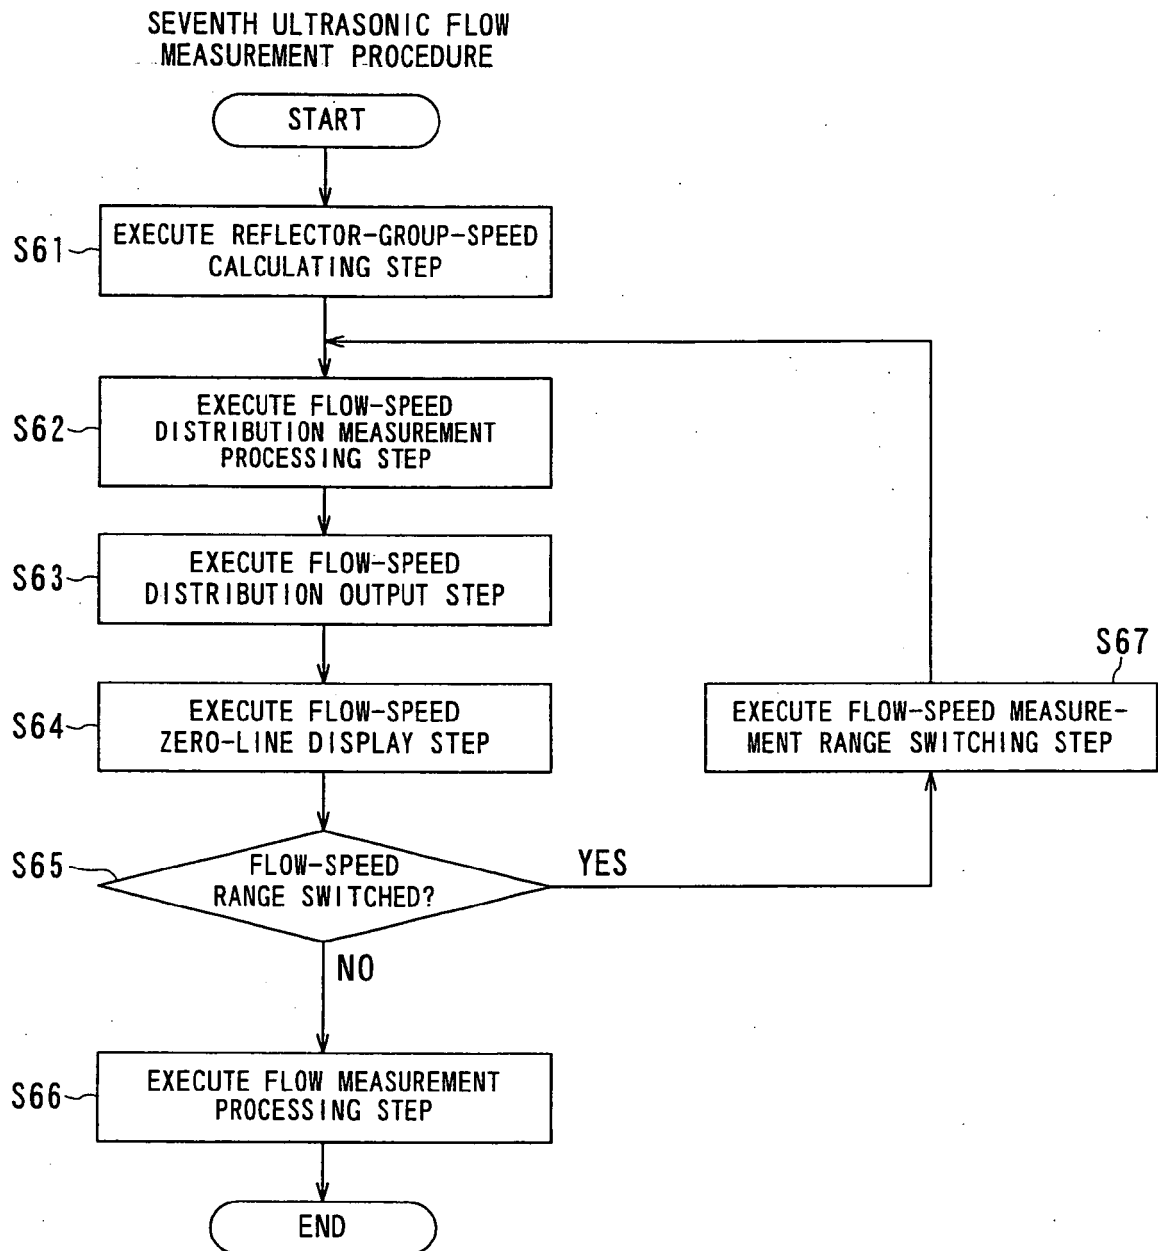 SEVENTH ULTRASONIC FLOW
MEASUREMENT PROCEDURE
START
S61
EXECUTE REFLECTOR-GROUP-SPEED
CALCULATING STEP
S62
EXECUTE FLOW-SPEED
DISTRIBUTION MEASUREMENT
PROCESSING STEP
S63
EXECUTE FLOW-SPEED
DISTRIBUTION OUTPUT STEP
S64
EXECUTE FLOW-SPEED
ZERO-LINE DISPLAY STEP
S67
EXECUTE FLOW-SPEED MEASURE-
MENT RANGE SWITCHING STEP
S65
FLOW-SPEED
RANGE SWITCHED?
YES
NO
S66
EXECUTE FLOW MEASUREMENT
PROCESSING STEP
END